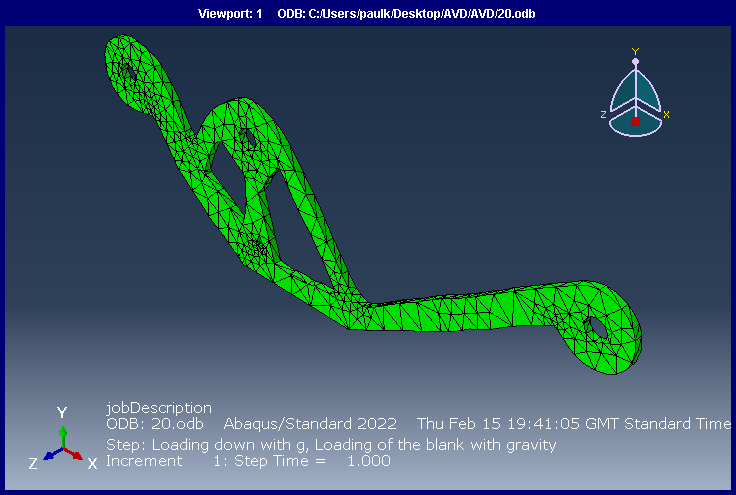 Viewport: 1 ODB: C:/Users/paulk/Desktop/AVD/AVD/20.odb
Y
Z
X
jobDescription
ODB: 20.odb Abaqus/Standard 2022 Thu Feb 15 19:41:05 GMT Standard Time
Step: Loading down with g, Loading of the blank with gravity
Increment 1: Step Time = 1.000
Y
Z
X